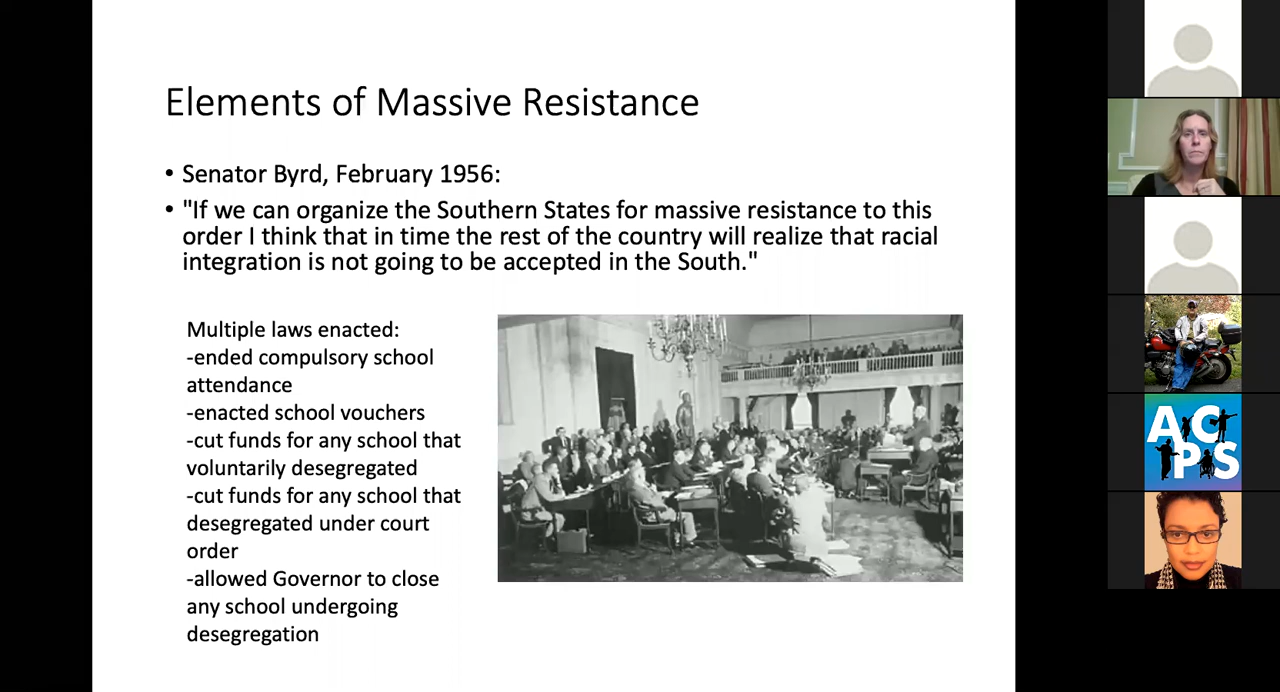 Elements of Massive Resistance
• Senator Byrd, February 1956:
• "If we can organize the Southern States for massive resistance to this
order I think that in time the rest of the country will realize that racial
integration is not going to be accepted in the South."
Multiple laws enacted:
-ended compulsory school
attendance
-enacted school vouchers
-cut funds for any school that
voluntarily desegregated
-cut funds for any school that
desegregated under court
order
-allowed Governor to close
any school undergoing
desegregation
AC
PS